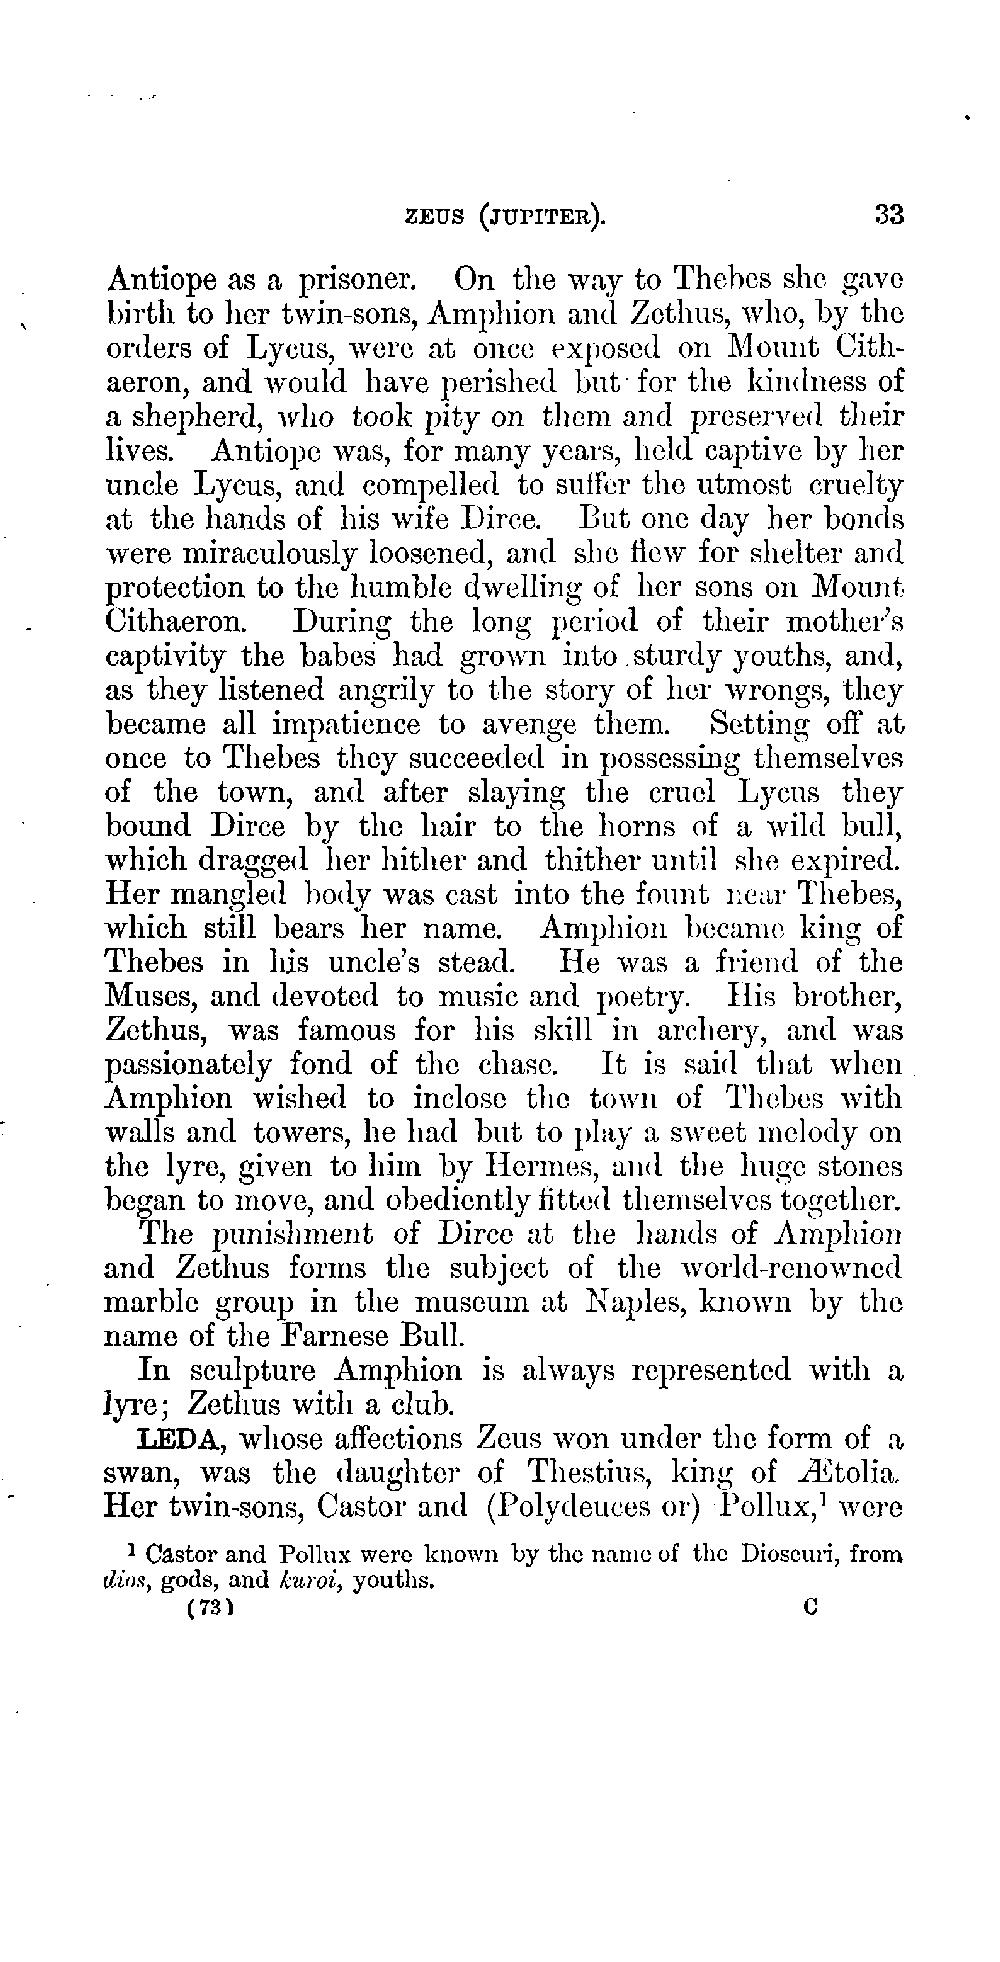 ZEUS (JUPITER). 33
Antiope as a prisoner. On the way to Thebes she gave
birth to her twin-sons, Amphion and Zethus, who, by the
orders of Lycus, were at once exposed on Mount Cith-
aeron, and would have perished but for the kindness of
a shepherd, who took pity on them and preserved their
lives. Antiope was, for many years, held captive by her
uncle Lycus, and compelled to suffer the utmost cruelty
at the hands of his wife Dirce. But one day her bonds
were miraculously loosened, and she flew for shelter and
protection to the humble dwelling of her sons on Mount
Cithaeron. During the long period of their mother's
captivity the babes had grown into sturdy youths, and,
as they listened angrily to the story of her wrongs, they
became all impatience to avenge them. Setting off at
once to Thebes they succeeded in possessing themselves
of the town, and after slaying the cruel Lycus they
bound Dirce by the hair to the horns of a wild bull,
which dragged her hither and thither until she expired.
Her mangled body was cast into the fount near Thebes,
which still bears her name. Amphion became king of
Thebes in his uncle's stead. He was a friend of the
Muses, and devoted to music and poetry. His brother,
Zethus, was famous for his skill in archery, and was
passionately fond of the chase. It is said that when
Amphion wished to inclose the town of Thebes with
walls and towers, he had but to play a sweet melody on
the lyre, given to him by Hermes, and the huge stones
began to move, and obediently fitted themselves together.
The punishment of Dirce at the hands of Amphion
and Zethus forms the subject of the world-renowned
marble group in the museum at Naples, known by the
name of the Farnese Bull.
In sculpture Amphion is always represented with a
lyre; Zethus with a club.
LEDA, whose affections Zeus won under the form of a
swan, was the daughter of Thestius, king of Ætolia.
Her twin-sons, Castor and (Polydeuces or) Pollux,¹ were
¹ Castor and Pollux were known by the name of the Dioscuri, from
dios, gods, and kuroi, youths.
(73) C